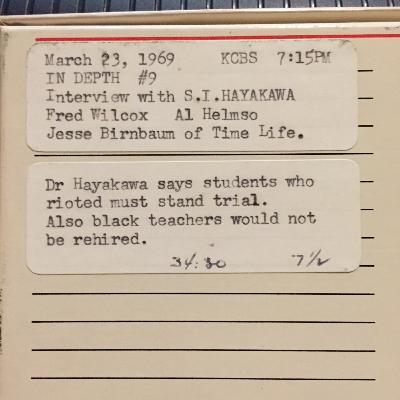 March 23, 1969 KCBS 7:15PM
IN DEPTH #9
Interview with S.I.HAYAKAWA
Fred Wilcox Al Helmso
Jesse Birnbaum of Time Life.
Dr Hayakawa says students who
rioted must stand trial.
Also black teachers would not
be rehired.
34:30 7 1/2